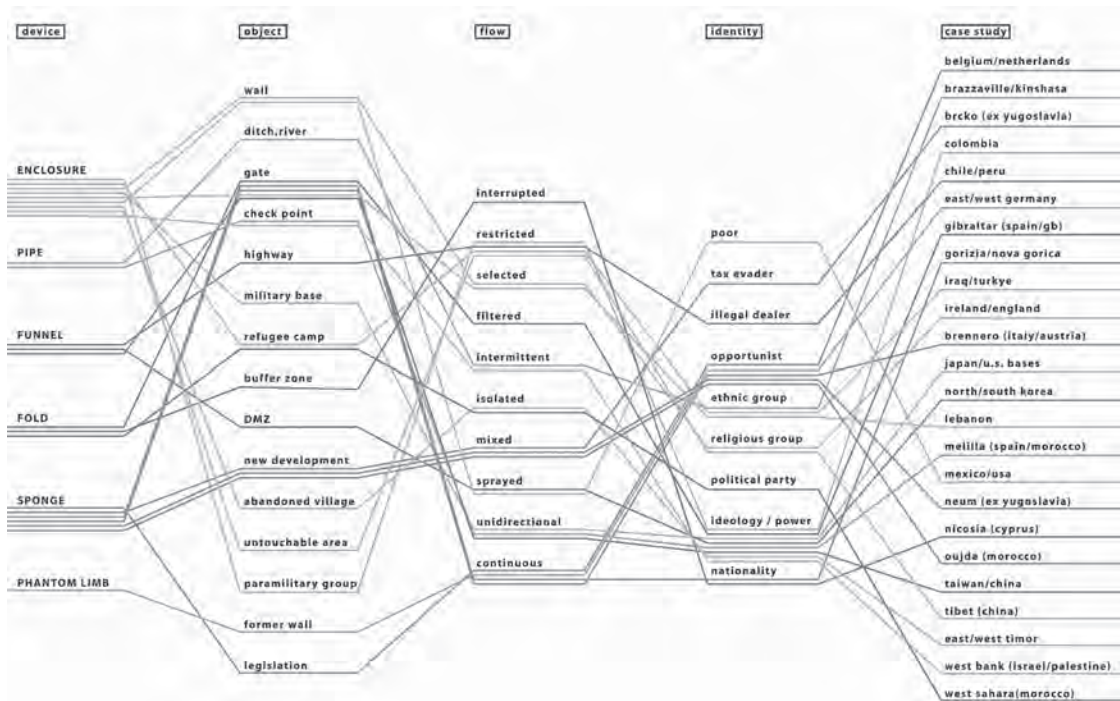 device
object
flow
identity
case study
wall
ditch,river
gate
check point
highway
military base
refugee camp
buffer zone
DMZ
new development
abandoned village
untouchable area
paramilitary group
former wall
legislation
ENCLOSURE
PIPE
FUNNEL
FOLD
SPONGE
PHANTOM LIMB
interrupted
restricted
selected
filtered
intermittent
isolated
mixed
sprayed
unidirectional
continuous
poor
tax evader
illegal dealer
opportunist
ethnic group
religious group
political party
ideology / power
nationality
belgium/netherlands
brazzaville/kinshasa
brcko (ex yugoslavia)
colombia
chile/peru
east/west germany
gibraltar (spain/gb)
gorizia/nova gorica
iraq/turkye
ireland/england
brennero (italy/austria)
japan/u.s. bases
north/south korea
lebanon
melilla (spain/morocco)
mexico/usa
neum (ex yugoslavia)
nicosia (cyprus)
oujda (morocco)
taiwan/china
tibet (china)
east/west timor
west bank (israel/palestine)
west sahara(morocco)